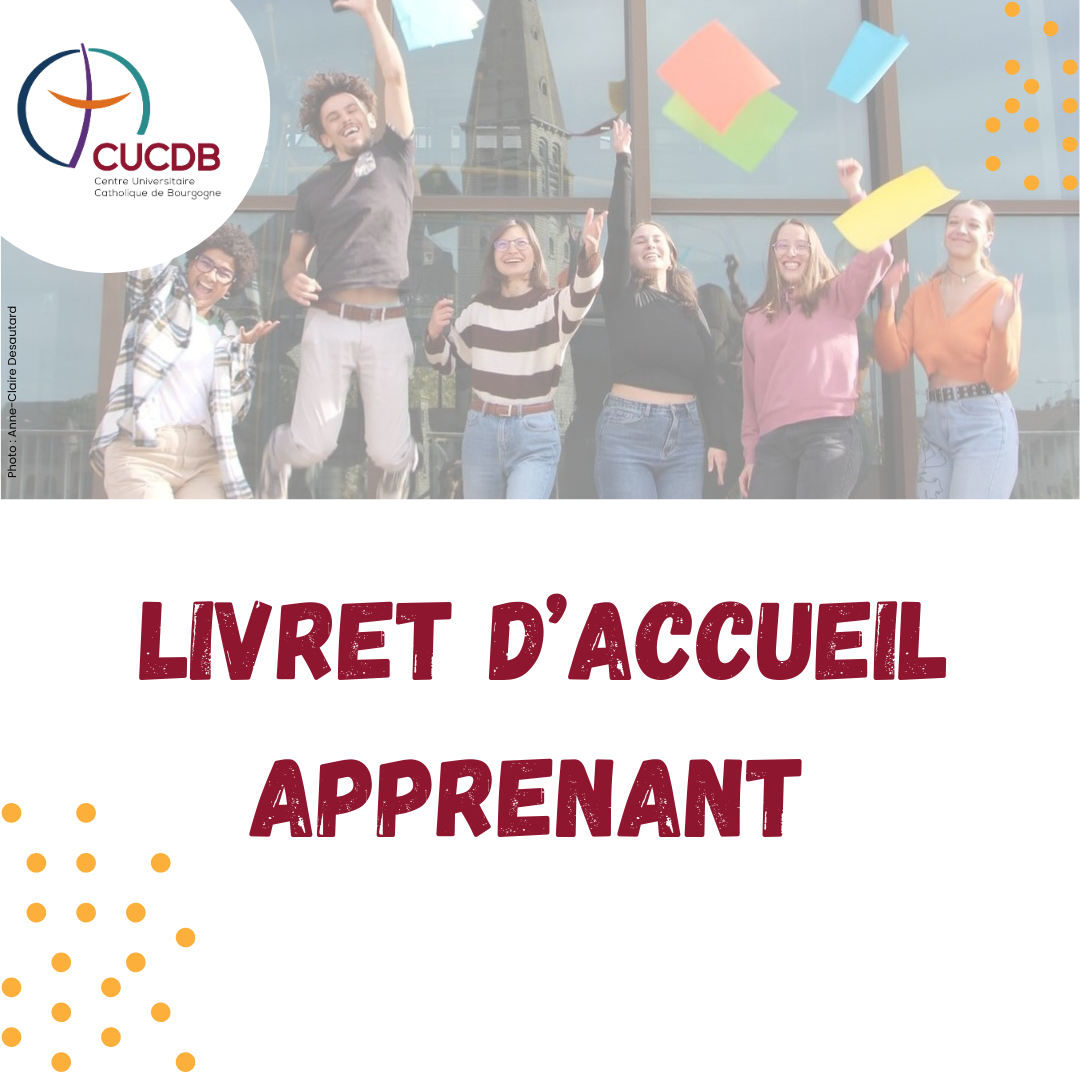 CUCDB
Centre Universitaire
Catholique de Bourgogne
Photo : Anne-Claire Desautard
LIVRET D'ACCUEIL
APPRENANT